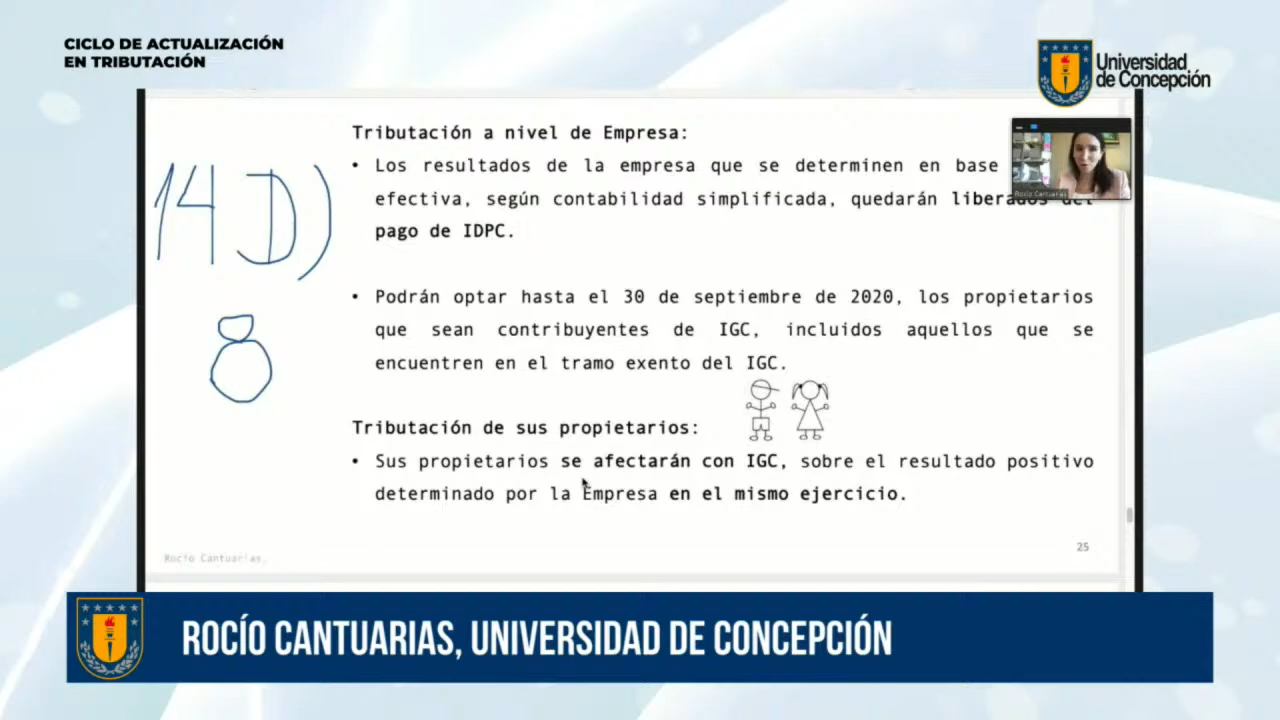 CICLO DE ACTUALIZACIÓN
EN TRIBUTACIÓN
Universidad
de Concepción
14 D)
8
Tributación a nivel de Empresa:
• Los resultados de la empresa que se determinen en base
efectiva, según contabilidad simplificada, quedarán liberados del
pago de IDPC.
• Podrán optar hasta el 30 de septiembre de 2020, los propietarios
que sean contribuyentes de IGC, incluidos aquellos que se
encuentren en el tramo exento del IGC.
Tributación de sus propietarios:
• Sus propietarios se afectarán con IGC, sobre el resultado positivo
determinado por la Empresa en el mismo ejercicio.
Rocío Cantuarias
Rocío Cantuarias.
25
ROCÍO CANTUARIAS, UNIVERSIDAD DE CONCEPCIÓN